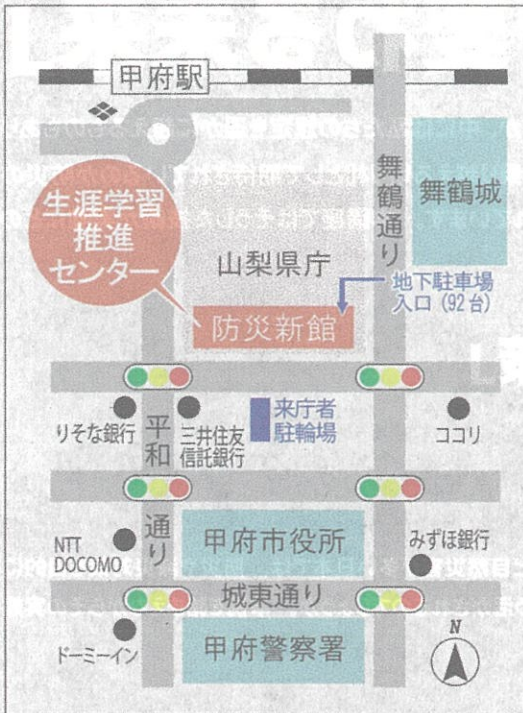 甲府駅
舞鶴通り
舞鶴城
生涯学習
推進
センター
山梨県庁
地下駐車場
入口(92台)
防災新館
りそな銀行
平和
三井住友
信託銀行
来庁者
駐輪場
ココリ
NTT
DOCOMO
通り
甲府市役所
みずほ銀行
城東通り
ドーミーイン
甲府警察署
N